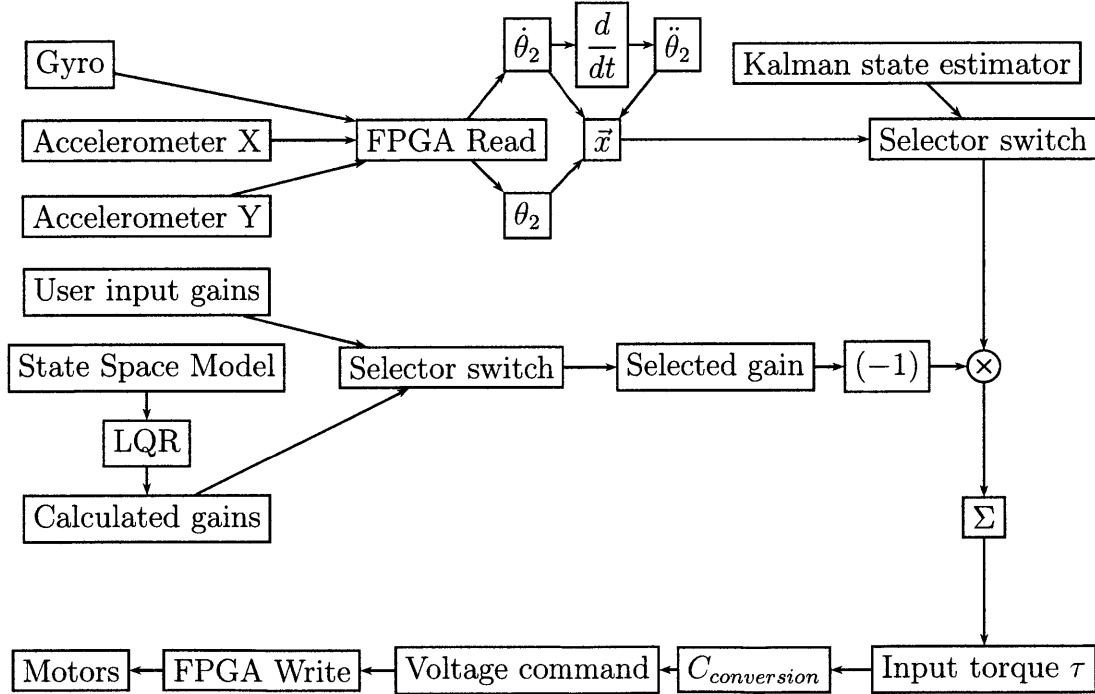 Gyro
Accelerometer X
Accelerometer Y
FPGA Read
θ̇₂
d/dt
θ̈₂
θ₂
x⃗
Kalman state estimator
Selector switch
User input gains
State Space Model
LQR
Calculated gains
Selector switch
Selected gain
(−1)
×
Σ
Input torque τ
C_conversion
Voltage command
FPGA Write
Motors